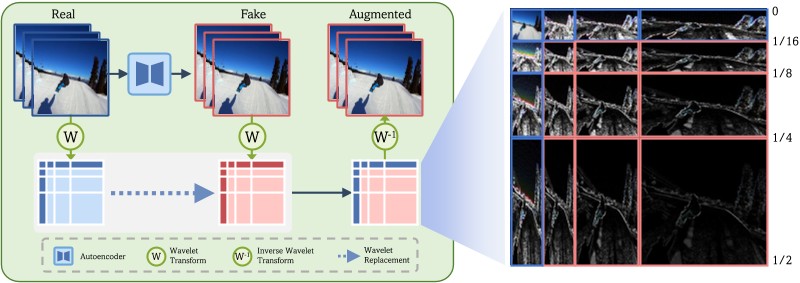 Real
Fake
Augmented
W
W
W-1
Autoencoder
W
Wavelet
Transform
W-1
Inverse Wavelet
Transform
Wavelet
Replacement
0
1/16
1/8
1/4
1/2